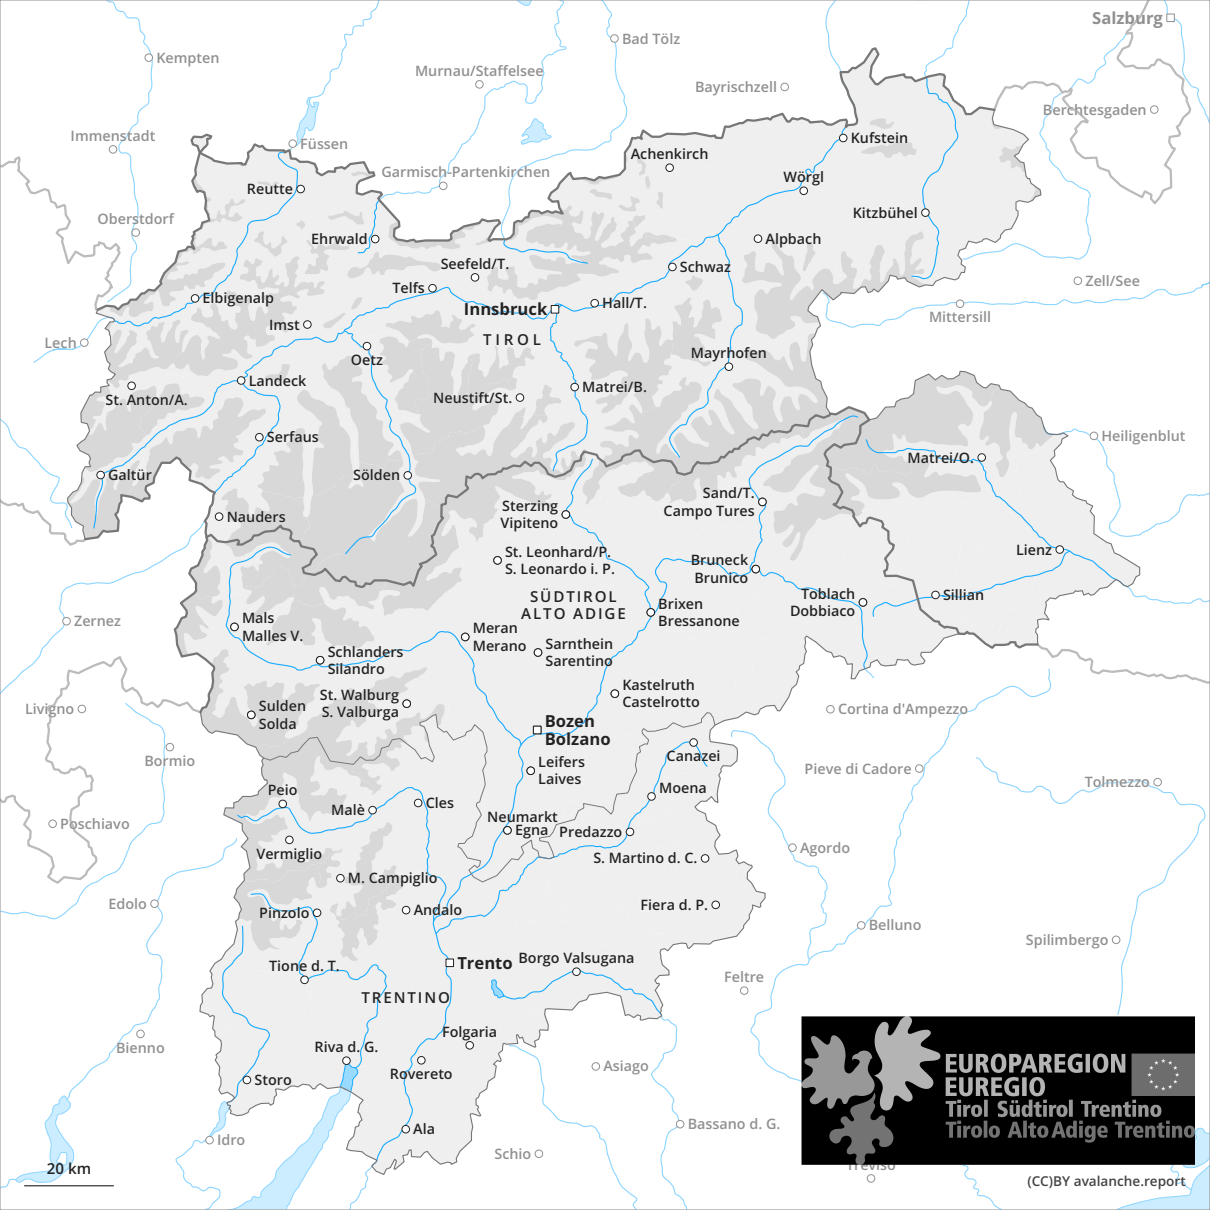 Salzburg
Bad Tölz
Kempten
Murnau/Staffelsee
Bayrischzell
Berchtesgaden
Immenstadt
Füssen
Kufstein
Achenkirch
Garmisch-Partenkirchen
Wörgl
Reutte
Oberstdorf
Kitzbühel
Ehrwald
Alpbach
Seefeld/T.
Schwaz
Zell/See
Telfs
Elbigenalp
Hall/T.
Innsbruck
Mittersill
Imst
TIROL
Lech
Mayrhofen
Oetz
Landeck
Matrei/B.
St. Anton/A.
Neustift/St.
Serfaus
Heiligenblut
Matrei/O.
Galtür
Sölden
Sand/T.
Campo Tures
Sterzing
Vipiteno
Nauders
Lienz
St. Leonhard/P.
S. Leonardo i. P.
Bruneck
Brunico
SÜDTIROL
ALTO ADIGE
Toblach
Dobbiaco
Sillian
Brixen
Bressanone
Zernez
Mals
Malles V.
Meran
Merano
Sarnthein
Sarentino
Schlanders
Silandro
Kastelruth
Castelrotto
St. Walburg
S. Valburga
Sulden
Solda
Livigno
Cortina d'Ampezzo
Bozen
Bolzano
Bormio
Canazei
Leifers
Laives
Pieve di Cadore
Tolmezzo
Peio
Moena
Malè
Cles
Neumarkt
Egna
Predazzo
Poschiavo
Vermiglio
Agordo
S. Martino d. C.
M. Campiglio
Edolo
Fiera d. P.
Pinzolo
Andalo
Belluno
Spilimbergo
Borgo Valsugana
Trento
Tione d. T.
Feltre
TRENTINO
Folgaria
Bienno
Riva d. G.
Asiago
Rovereto
Storo
EUROPAREGION
EUREGIO
Tirol Südtirol Trentino
Tirolo Alto Adige Trentino
Bassano d. G.
Ala
Idro
Schio
Treviso
20 km
(CC)BY avalanche.report